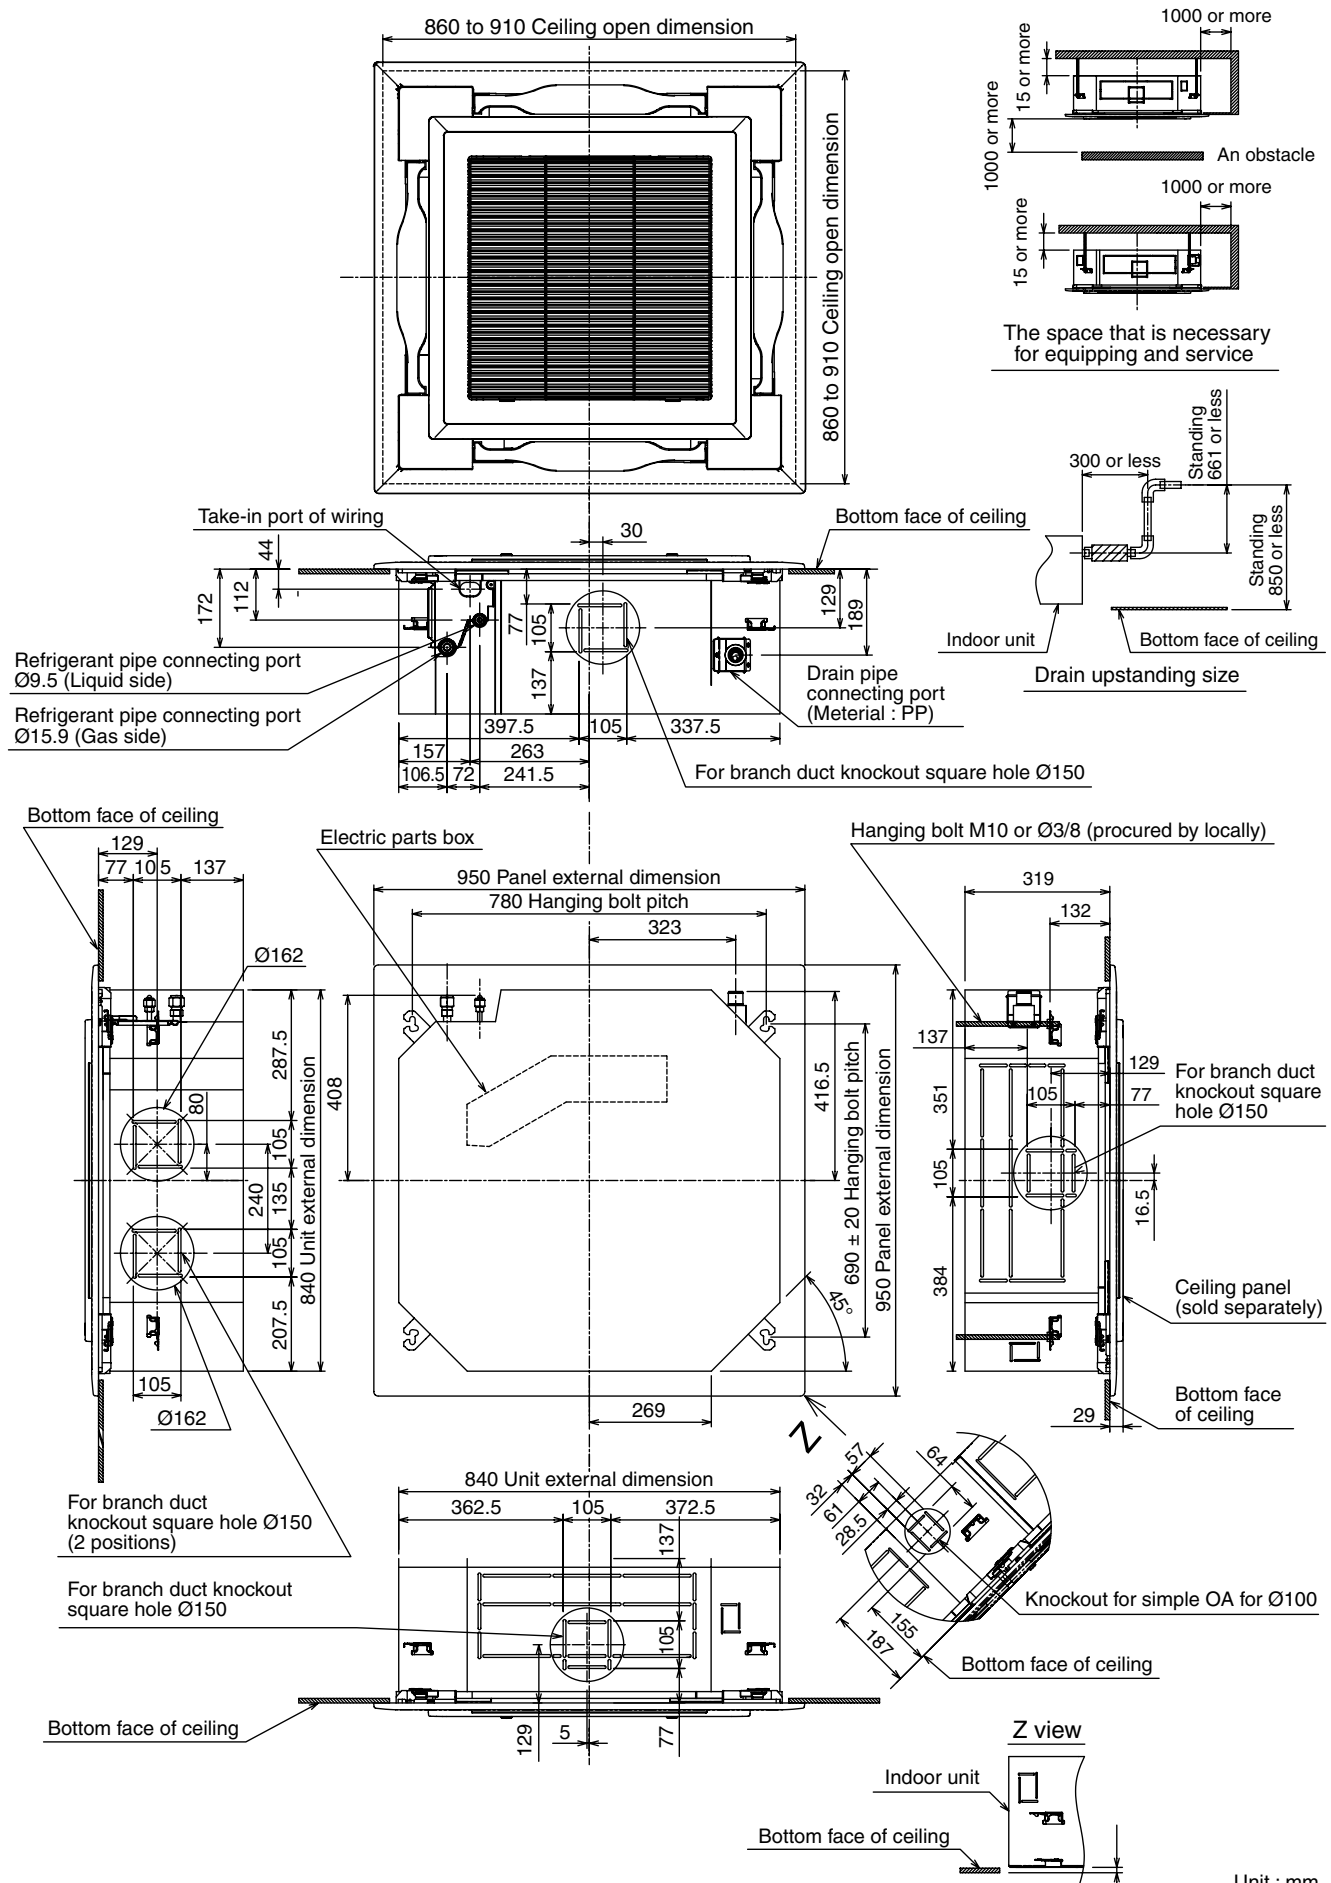 860 to 910 Ceiling open dimension
860 to 910 Ceiling open dimension
1000 or more
15 or more
1000 or more
An obstacle
1000 or more
15 or more
The space that is necessary
for equipping and service
Standing
661 or less
300 or less
Standing
850 or less
Indoor unit
Bottom face of ceiling
Drain upstanding size
Take-in port of wiring
30
Bottom face of ceiling
44
112
172
77
105
137
129
189
Refrigerant pipe connecting port
Ø9.5 (Liquid side)
Refrigerant pipe connecting port
Ø15.9 (Gas side)
Drain pipe
connecting port
(Meterial : PP)
397.5
105
337.5
157
263
106.5
72
241.5
For branch duct knockout square hole Ø150
Bottom face of ceiling
129
77
105
137
Ø162
287.5
80
105
135
240
105
207.5
840 Unit external dimension
105
Ø162
For branch duct
knockout square hole Ø150
(2 positions)
Electric parts box
950 Panel external dimension
780 Hanging bolt pitch
323
408
416.5
690 ± 20 Hanging bolt pitch
950 Panel external dimension
45°
269
Z
Hanging bolt M10 or Ø3/8 (procured by locally)
319
132
137
129
351
105
77
For branch duct
knockout square
hole Ø150
105
16.5
384
Ceiling panel
(sold separately)
Bottom face
of ceiling
29
840 Unit external dimension
362.5
105
372.5
137
For branch duct knockout
square hole Ø150
105
Bottom face of ceiling
129
5
77
57
64
32
61
28.5
Knockout for simple OA for Ø100
155
187
Bottom face of ceiling
Z view
Indoor unit
Bottom face of ceiling
Unit : mm